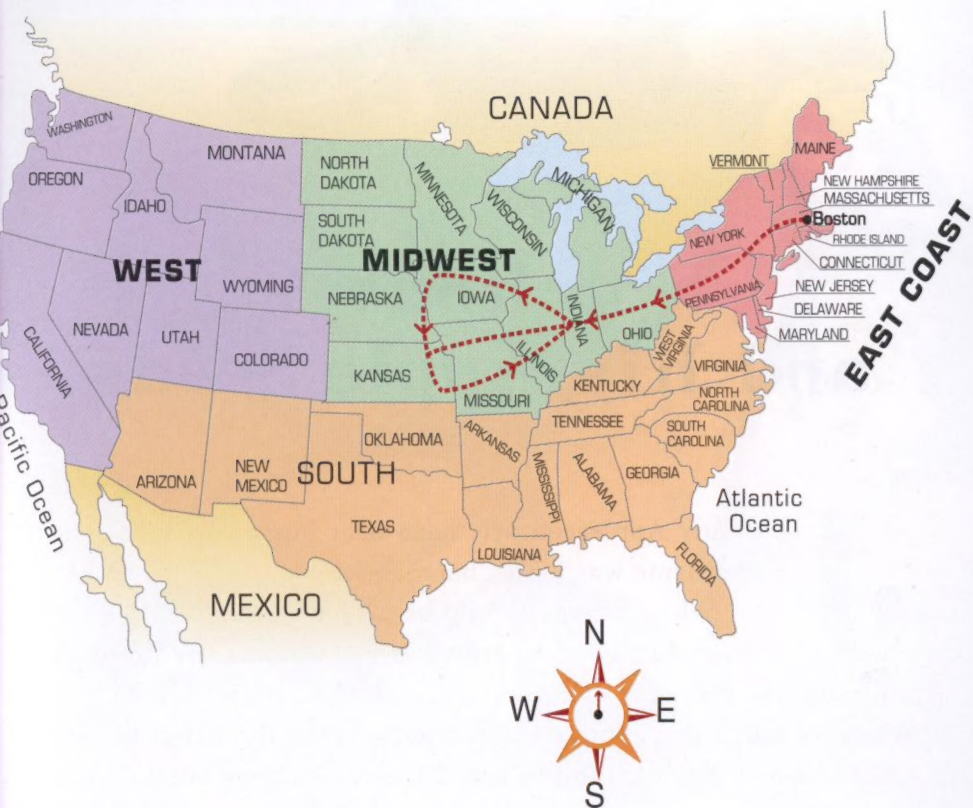 CANADA
WASHINGTON
MONTANA
NORTH
DAKOTA
MINNESOTA
VERMONT
MAINE
OREGON
IDAHO
SOUTH
DAKOTA
WISCONSIN
MICHIGAN
NEW HAMPSHIRE
MASSACHUSETTS
Boston
NEW YORK
RHODE ISLAND
CONNECTICUT
WEST
MIDWEST
WYOMING
NEBRASKA
IOWA
PENNSYLVANIA
NEW JERSEY
DELAWARE
MARYLAND
EAST COAST
CALIFORNIA
NEVADA
UTAH
COLORADO
KANSAS
MISSOURI
ILLINOIS
INDIANA
OHIO
WEST
VIRGINIA
VIRGINIA
KENTUCKY
NORTH
CAROLINA
TENNESSEE
SOUTH
CAROLINA
Pacific Ocean
ARIZONA
NEW
MEXICO
SOUTH
OKLAHOMA
ARKANSAS
MISSISSIPPI
ALABAMA
GEORGIA
TEXAS
LOUISIANA
FLORIDA
Atlantic
Ocean
MEXICO
N
W
E
S